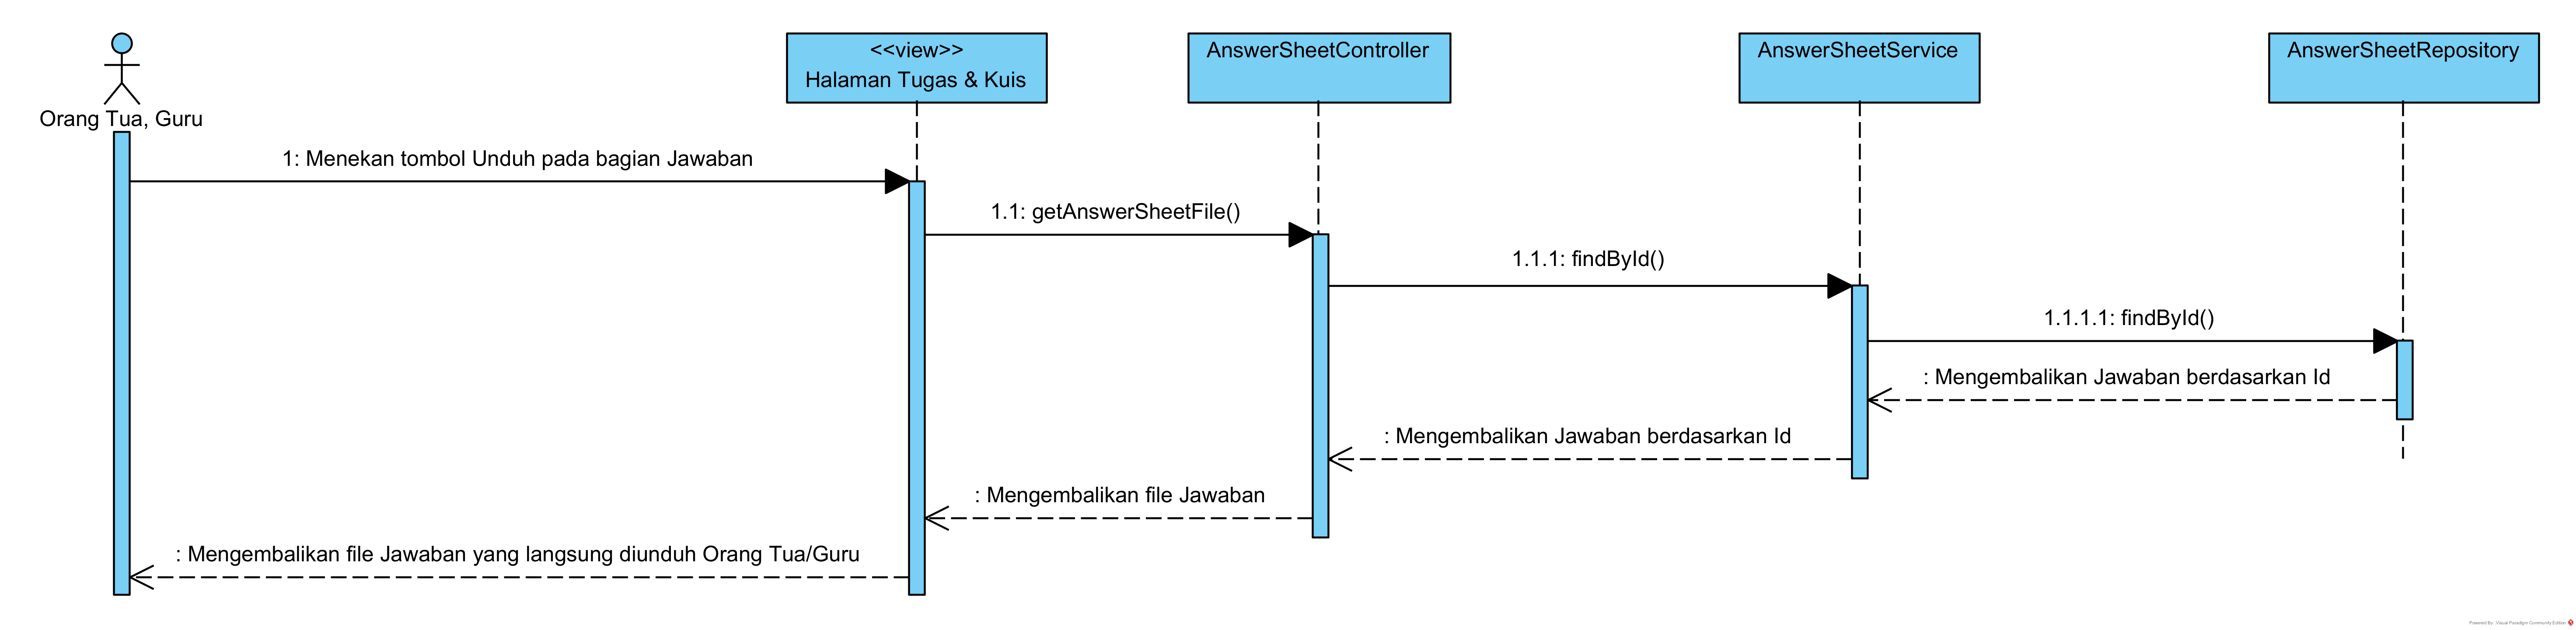 <<view>>
Halaman Tugas & Kuis
AnswerSheetController
AnswerSheetService
AnswerSheetRepository
Orang Tua, Guru
1: Menekan tombol Unduh pada bagian Jawaban
1.1: getAnswerSheetFile()
1.1.1: findById()
1.1.1.1: findById()
: Mengembalikan Jawaban berdasarkan Id
: Mengembalikan Jawaban berdasarkan Id
: Mengembalikan file Jawaban
: Mengembalikan file Jawaban yang langsung diunduh Orang Tua/Guru
Powered By: Visual Paradigm Community Edition